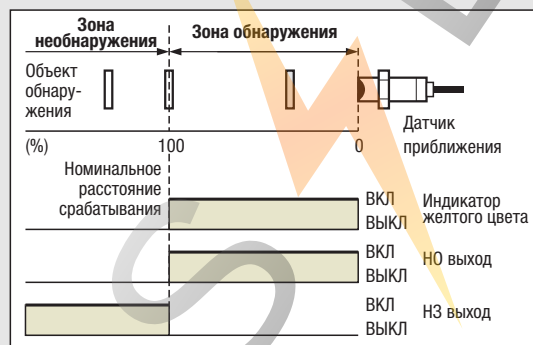 Зона
необнаружения
Зона обнаружения
Объект
обнару-
жения
Датчик
приближения
(%)
100
0
Номинальное
расстояние
срабатывания
ВКЛ
ВЫКЛ
Индикатор
желтого цвета
ВКЛ
ВЫКЛ
НО выход
ВКЛ
ВЫКЛ
НЗ выход